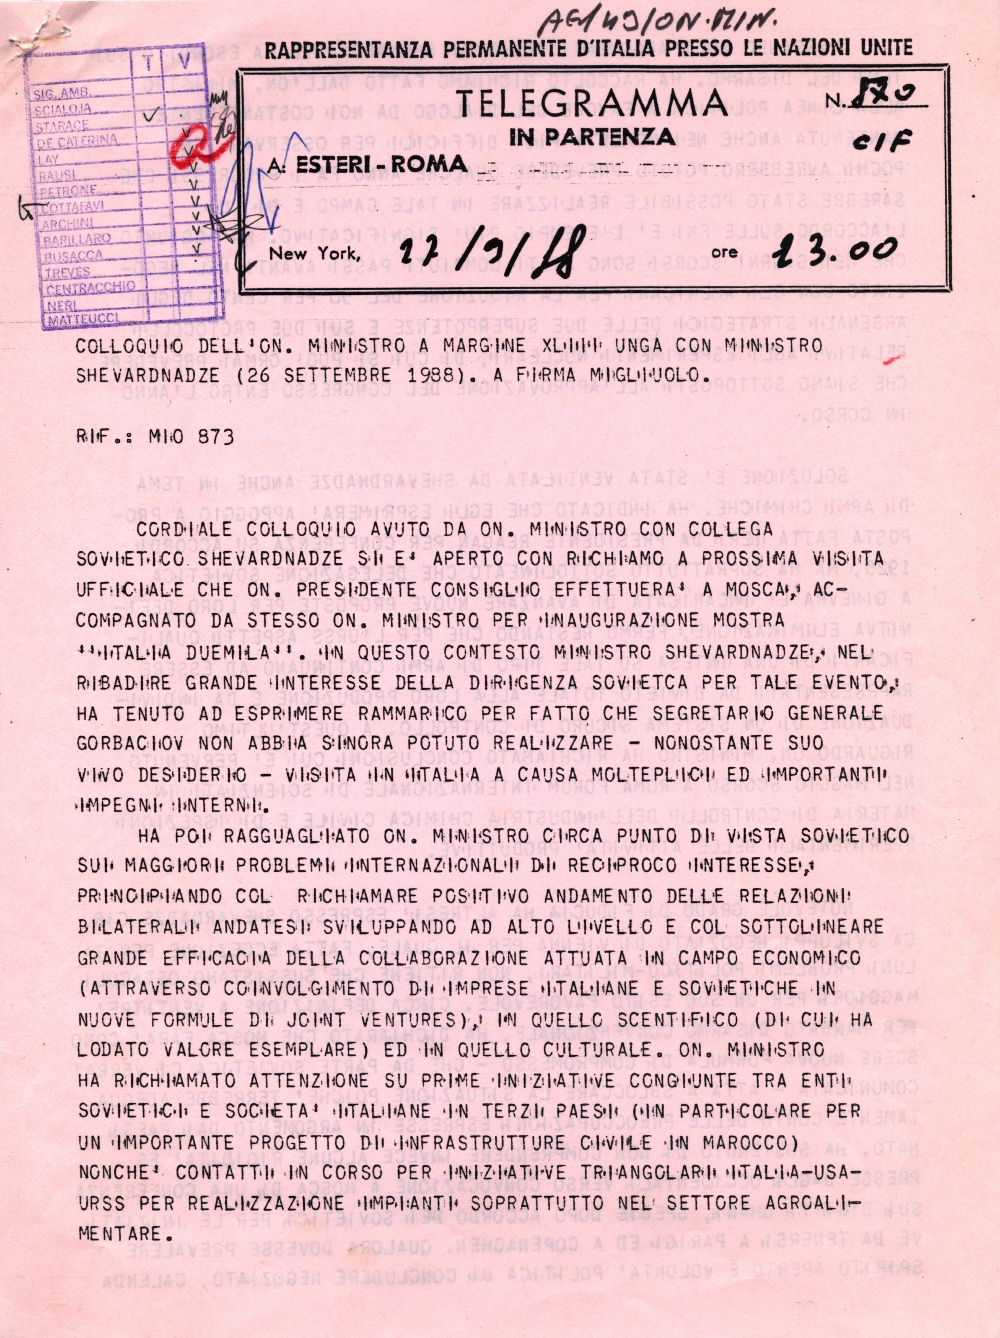 AG/43/ON.MIN.
RAPPRESENTANZA PERMANENTE D'ITALIA PRESSO LE NAZIONI UNITE
TELEGRAMMA
IN PARTENZA
N. 870
CIF
A: ESTERI-ROMA
New York, 27/9/88 ore 23.00
T V
SIG. AMB.
SCIALOJA
STARACE
DE CATERINA
LAY
RAUSI
PETRONE
COTTAFAVI
ARCHINI
BARILLARO
BUSACCA
TREVES
CENTRACCHIO
NERI
MATTEUCCI
COLLOQUIO DELL'ON. MINISTRO A MARGINE XLIII UNGA CON MINISTRO
SHEVARDNADZE (26 SETTEMBRE 1988). A FIRMA MIGLIUOLO.
RIF.: MIO 873
CORDIALE COLLOQUIO AVUTO DA ON. MINISTRO CON COLLEGA
SOVIETICO SHEVARDNADZE SI E' APERTO CON RICHIAMO A PROSSIMA VISITA
UFFICIALE CHE ON. PRESIDENTE CONSIGLIO EFFETTUERA' A MOSCA, AC-
COMPAGNATO DA STESSO ON. MINISTRO PER INAUGURAZIONE MOSTRA
''ITALIA DUEMILA''. IN QUESTO CONTESTO MINISTRO SHEVARDNADZE, NEL
RIBADIRE GRANDE INTERESSE DELLA DIRIGENZA SOVIETCA PER TALE EVENTO,
HA TENUTO AD ESPRIMERE RAMMARICO PER FATTO CHE SEGRETARIO GENERALE
GORBACIOV NON ABBIA SINORA POTUTO REALIZZARE - NONOSTANTE SUO
VIVO DESIDERIO - VISITA IN ITALIA A CAUSA MOLTEPLICI ED IMPORTANTI
IMPEGNI INTERNI.
HA POI RAGGUAGLIATO ON. MINISTRO CIRCA PUNTO DI VISTA SOVIETICO
SUI MAGGIORI PROBLEMI INTERNAZIONALI DI RECIPROCO INTERESSE,
PRINCIPIANDO COL RICHIAMARE POSITIVO ANDAMENTO DELLE RELAZIONI
BILATERALI ANDATESI SVILUPPANDO AD ALTO LIVELLO E COL SOTTOLINEARE
GRANDE EFFICACIA DELLA COLLABORAZIONE ATTUATA IN CAMPO ECONOMICO
(ATTRAVERSO COINVOLGIMENTO DI IMPRESE ITALIANE E SOVIETICHE IN
NUOVE FORMULE DI JOINT VENTURES), IN QUELLO SCENTIFICO (DI CUI HA
LODATO VALORE ESEMPLARE) ED IN QUELLO CULTURALE. ON. MINISTRO
HA RICHIAMATO ATTENZIONE SU PRIME INIZIATIVE CONGIUNTE TRA ENTI
SOVIETICI E SOCIETA' ITALIANE IN TERZI PAESI (IN PARTICOLARE PER
UN IMPORTANTE PROGETTO DI INFRASTRUTTURE CIVILE IN MAROCCO)
NONCHE' CONTATTI IN CORSO PER INIZIATIVE TRIANGOLARI ITALIA-USA-
URSS PER REALIZZAZIONE IMPIANTI SOPRATTUTTO NEL SETTORE AGROALI-
MENTARE.